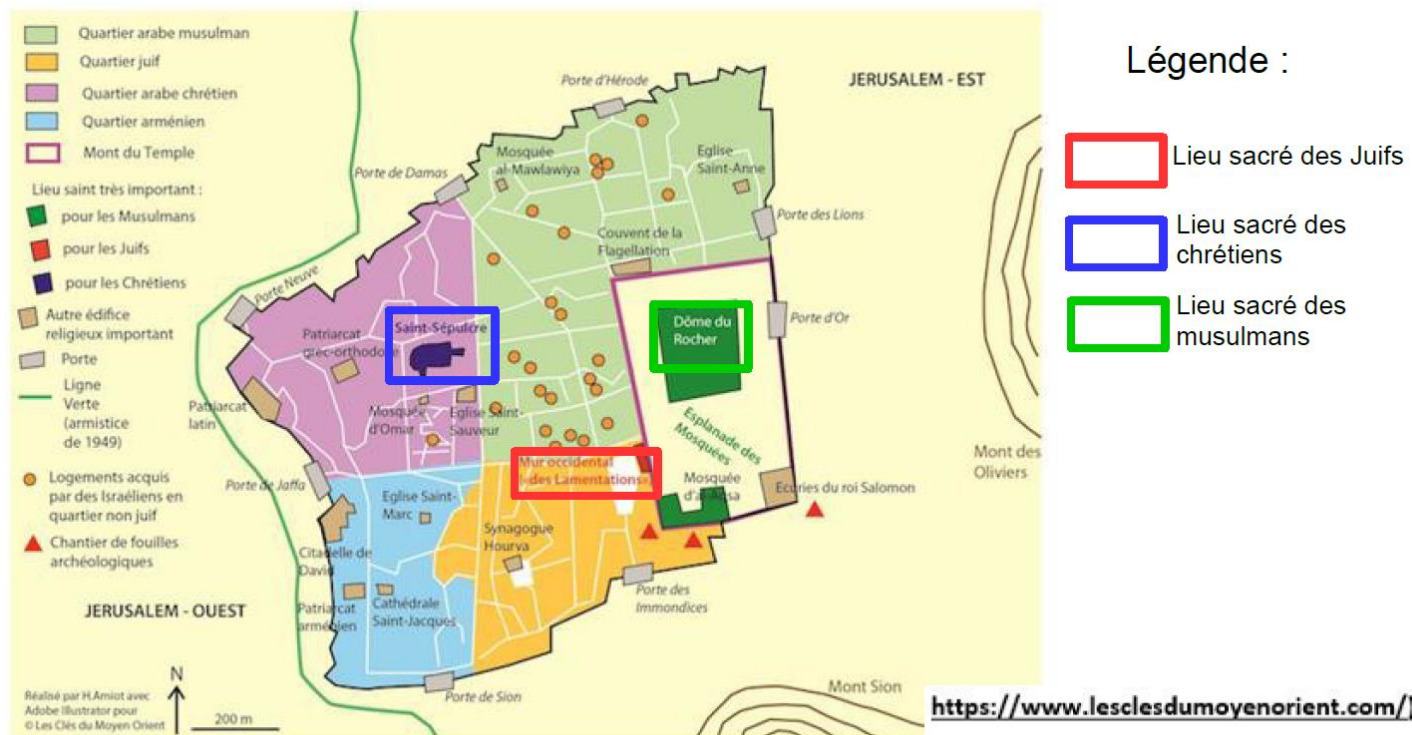 Quartier arabe musulman
Quartier juif
Quartier arabe chrétien
Quartier arménien
Mont du Temple
Lieu saint très important :
pour les Musulmans
pour les Juifs
pour les Chrétiens
Autre édifice
religieux important
Porte
Ligne
Verte
(armistice
de 1949)
Logements acquis
par des Israéliens en
quartier non juif
Chantier de fouilles
archéologiques
JERUSALEM - OUEST
Réalisé par H.Amiot avec
Adobe Illustrator pour
© Les Clés du Moyen Orient
N
200 m
JERUSALEM - EST
Porte d'Hérode
Mosquée
al-Mawlawiya
Eglise
Saint-Anne
Porte de Damas
Porte des Lions
Couvent de la
Flagellation
Porte Neuve
Saint-Sépulcre
Patriarcat
grec-orthodoxe
Dôme du
Rocher
Porte d'Or
Patriarcat
latin
Mosquée
d'Omar
Eglise Saint-
Sauveur
Esplanade des
Mosquées
Mur occidental
(«des Lamentations»)
Mont des
Oliviers
Porte de Jaffa
Eglise Saint-
Marc
Mosquée
d'al-Aqsa
Ecuries du roi Salomon
Synagogue
Hourva
Citadelle de
David
Porte des
Immondices
Patriarcat
arménien
Cathédrale
Saint-Jacques
Porte de Sion
Mont Sion
Légende :
Lieu sacré des Juifs
Lieu sacré des
chrétiens
Lieu sacré des
musulmans
https://www.lesclesdumoyenorient.com/)